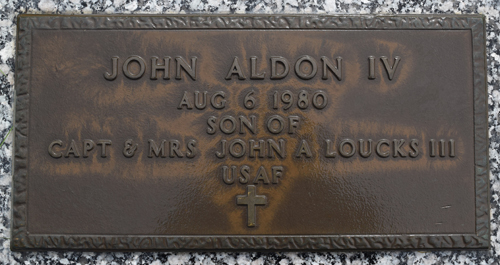 JOHN ALDON IV
AUG 6 1980
SON OF
CAPT & MRS JOHN A LOUCKS III
USAF